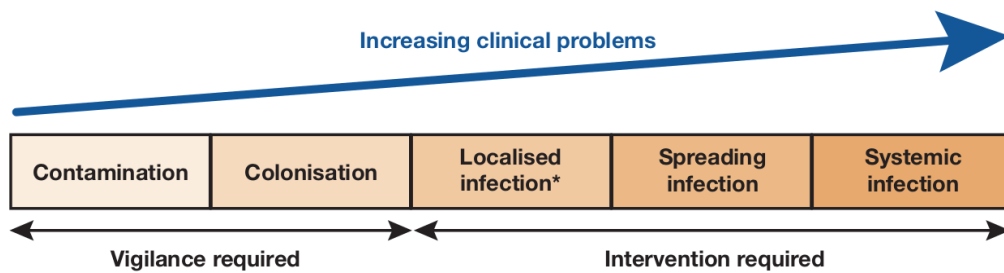 Increasing clinical problems
Contamination
Colonisation
Localised
infection*
Spreading
infection
Systemic
infection
Vigilance required
Intervention required